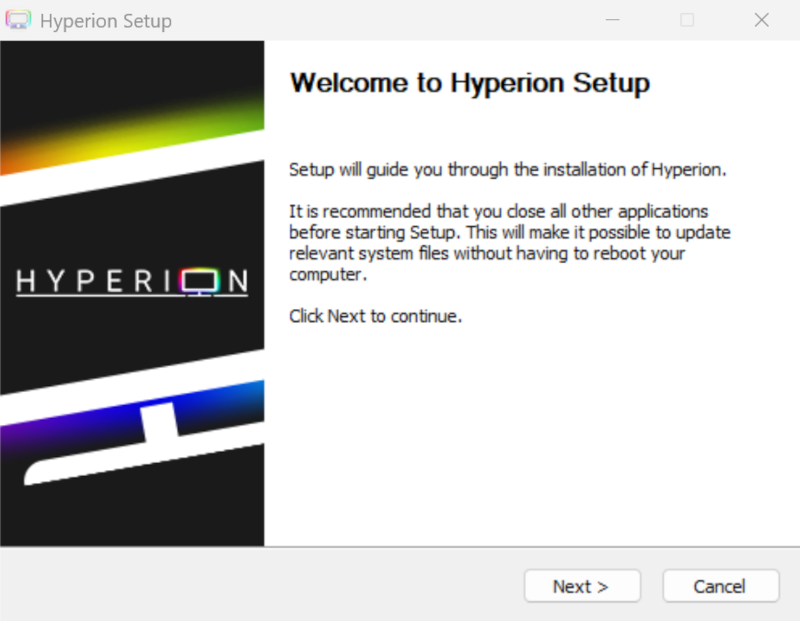 Hyperion Setup
Welcome to Hyperion Setup
Setup will guide you through the installation of Hyperion.
It is recommended that you close all other applications
before starting Setup. This will make it possible to update
relevant system files without having to reboot your
computer.
Click Next to continue.
HYPERION
Next >
Cancel